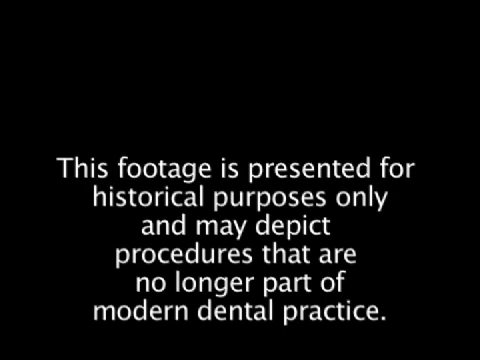 This footage is presented for
historical purposes only
and may depict
procedures that are
no longer part of
modern dental practice.